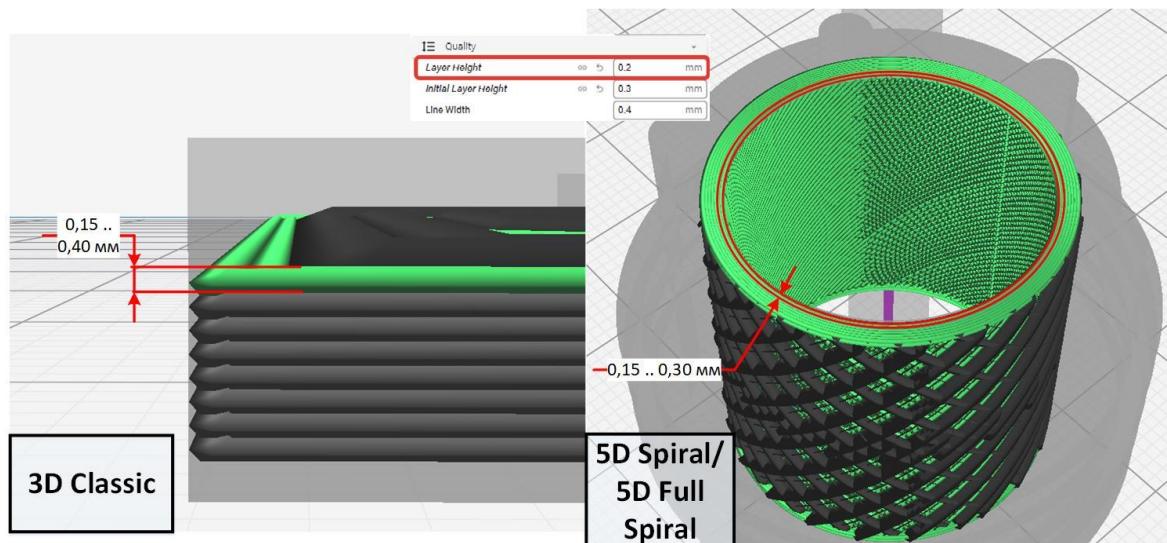 Quality
Layer Height 0.2 mm
Initial Layer Height 0.3 mm
Line Width 0.4 mm
0,15 ..
0,40 мм
3D Classic
0,15 .. 0,30 мм
5D Spiral/
5D Full
Spiral